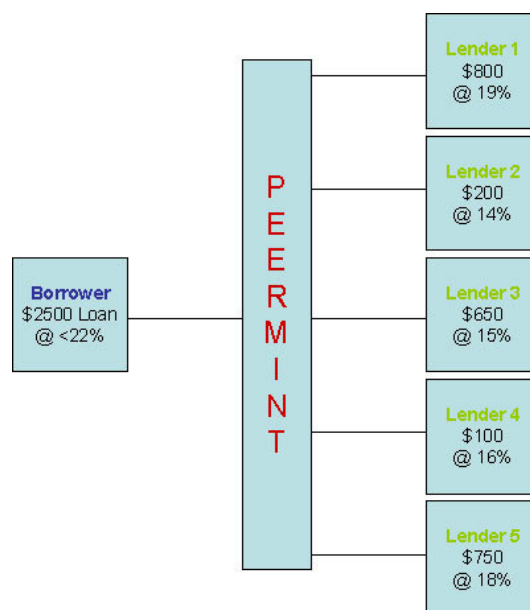 Borrower
$2500 Loan
@ <22%
PEERMINT
Lender 1
$800
@ 19%
Lender 2
$200
@ 14%
Lender 3
$650
@ 15%
Lender 4
$100
@ 16%
Lender 5
$750
@ 18%